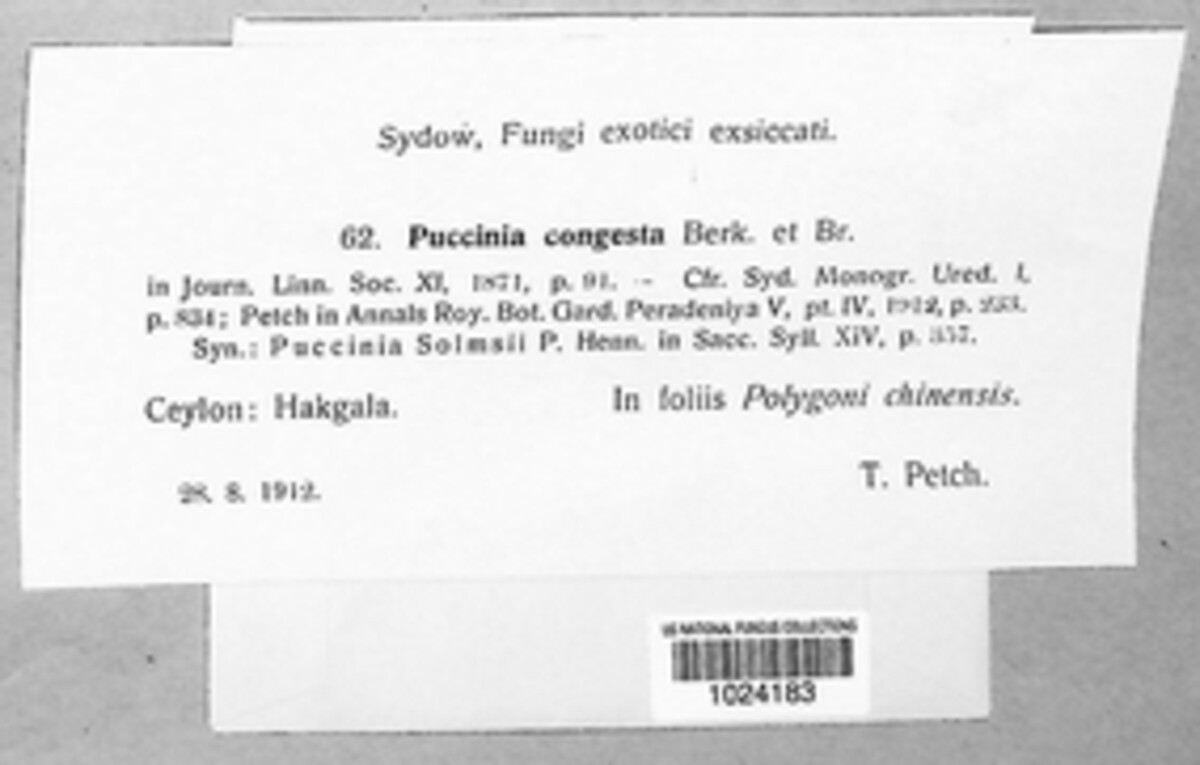 Sydow, Fungi exotici exsiccati.
62. Puccinia congesta Berk. et Br.
in Journ. Linn. Soc. XI, 1871, p. 91. — Cfr. Syd. Monogr. Ured. I,
p. 834; Petch in Annals Roy. Bot. Gard. Peradeniya V, pt. IV, 1912, p.
Syn.: Puccinia Solmsii P. Henn. in Sacc. Syll. XIV, p. 357.
Ceylon: Hakgala. In foliis Polygoni chinensis.
28. 8. 1912. T. Petch.
US NATIONAL FUNGUS COLLECTIONS
1024183